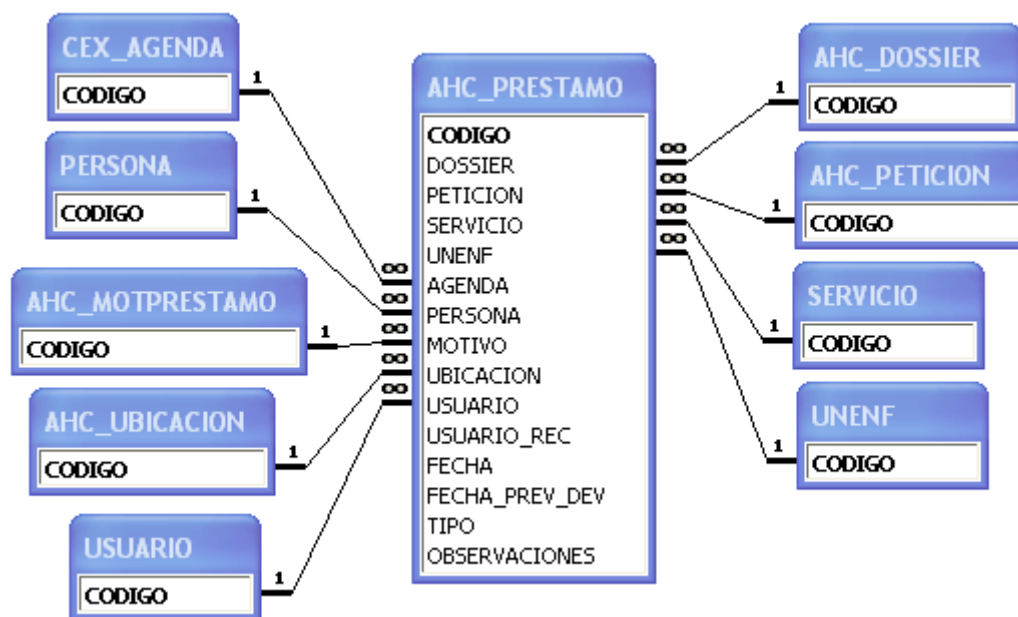 CEX_AGENDA
CODIGO
1
PERSONA
CODIGO
1
AHC_MOTPRESTAMO
CODIGO
1
AHC_UBICACION
CODIGO
1
USUARIO
CODIGO
1
AHC_PRESTAMO
CODIGO
DOSSIER
PETICION
SERVICIO
UNENF
AGENDA
PERSONA
MOTIVO
UBICACION
USUARIO
USUARIO_REC
FECHA
FECHA_PREV_DEV
TIPO
OBSERVACIONES
∞
∞
∞
∞
∞
∞
∞
∞
∞
AHC_DOSSIER
1
CODIGO
AHC_PETICION
1
CODIGO
SERVICIO
1
CODIGO
UNENF
1
CODIGO